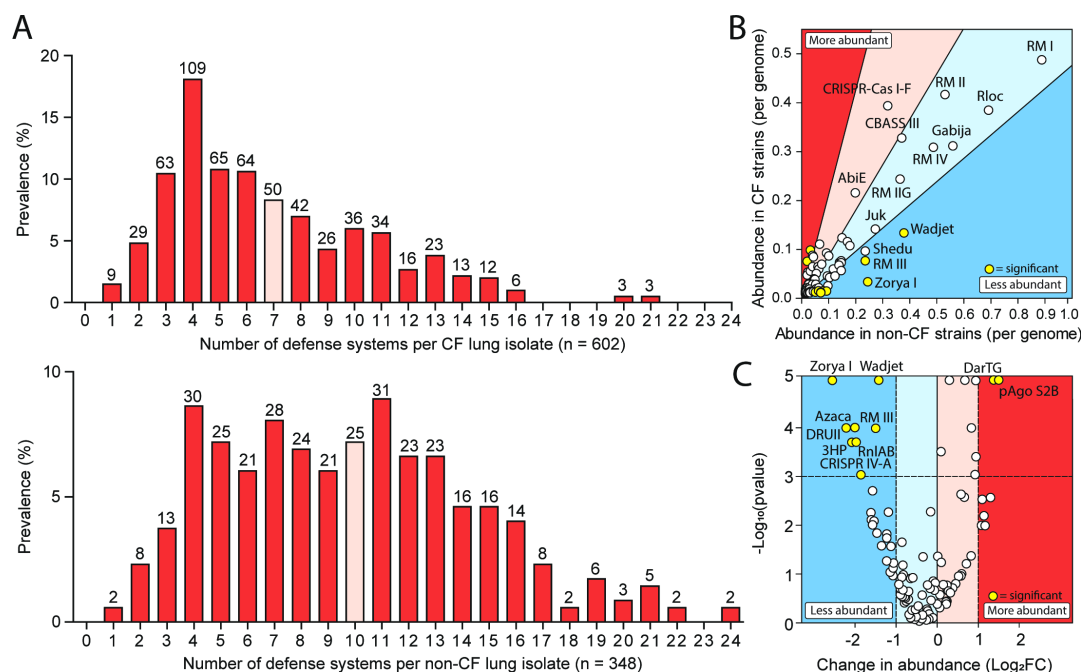 A
20
15
10
5
0
Prevalence (%)
9
29
63
109
65
64
50
42
26
36
34
16
23
13
12
6
3
3
0 1 2 3 4 5 6 7 8 9 10 11 12 13 14 15 16 17 18 19 20 21 22 23 24
Number of defense systems per CF lung isolate (n = 602)
10
5
0
Prevalence (%)
1
8
13
30
25
21
28
24
21
25
31
23
23
16
16
14
8
2
6
3
5
2
2
0 1 2 3 4 5 6 7 8 9 10 11 12 13 14 15 16 17 18 19 20 21 22 23 24
Number of defense systems per non-CF lung isolate (n = 348)
B
More abundant
RM I
CRISPR-Cas I-F
RM II
Rloc
CBASS III
Gabija
RM IV
AbiE
RM IIG
Juk
Wadjet
Shedu
RM III
Zorya I
= significant
Less abundant
0.5
0.4
0.3
0.2
0.1
0.0
Abundance in CF strains (per genome)
0.0 0.1 0.2 0.3 0.4 0.5 0.6 0.7 0.8 0.9 1.0
Abundance in non-CF strains (per genome)
C
Zorya I
Wadjet
DarTG
pAgo S2B
Azaca
RM III
DRUII
3HP
RnlAB
CRISPR IV-A
= significant
Less abundant
More abundant
5
4
3
2
1
0
-Log₁₀(pvalue)
-2 -1 0 1 2
Change in abundance (Log₂FC)